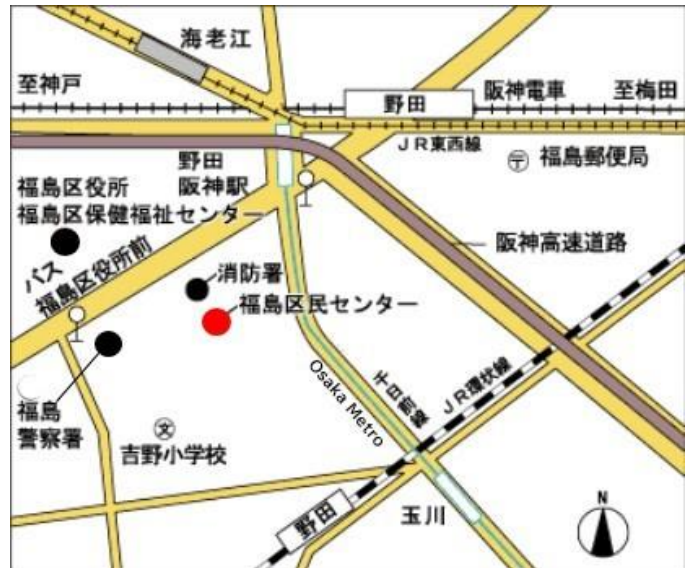 海老江
至神戸
野田
阪神電車
至梅田
JR東西線
野田
阪神駅
福島郵便局
福島区役所
福島区保健福祉センター
阪神高速道路
バス
福島区役所前
消防署
福島区民センター
Osaka Metro
千日前線
JR環状線
福島
警察署
文
吉野小学校
野田
玉川
N